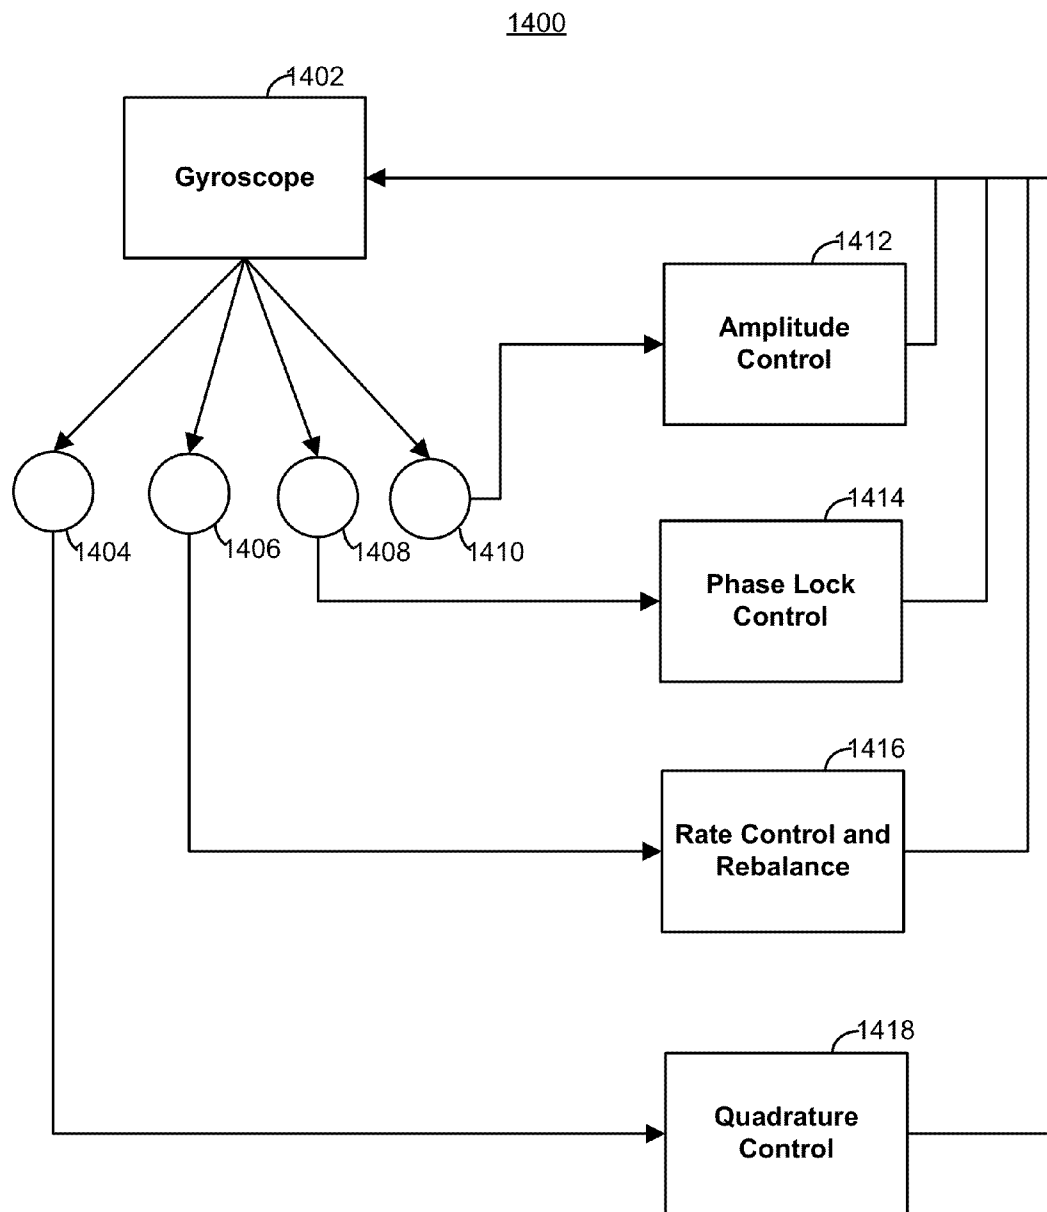 1400
1402
Gyroscope
1412
Amplitude
Control
1404
1406
1408
1410
1414
Phase Lock
Control
1416
Rate Control and
Rebalance
1418
Quadrature
Control